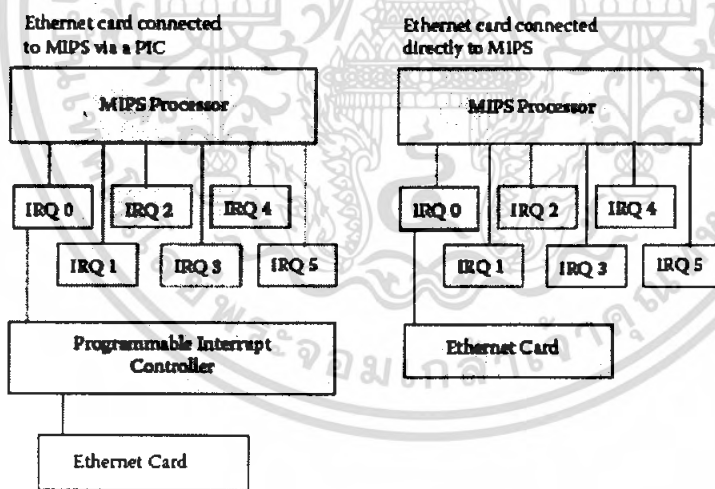 Ethernet card connected
to MIPS via a PIC
MIPS Processor
IRQ 0
IRQ 2
IRQ 4
IRQ 1
IRQ 3
IRQ 5
Programmable Interrupt
Controller
Ethernet Card
Ethernet card connected
directly to MIPS
MIPS Processor
IRQ 0
IRQ 2
IRQ 4
IRQ 1
IRQ 3
IRQ 5
Ethernet Card